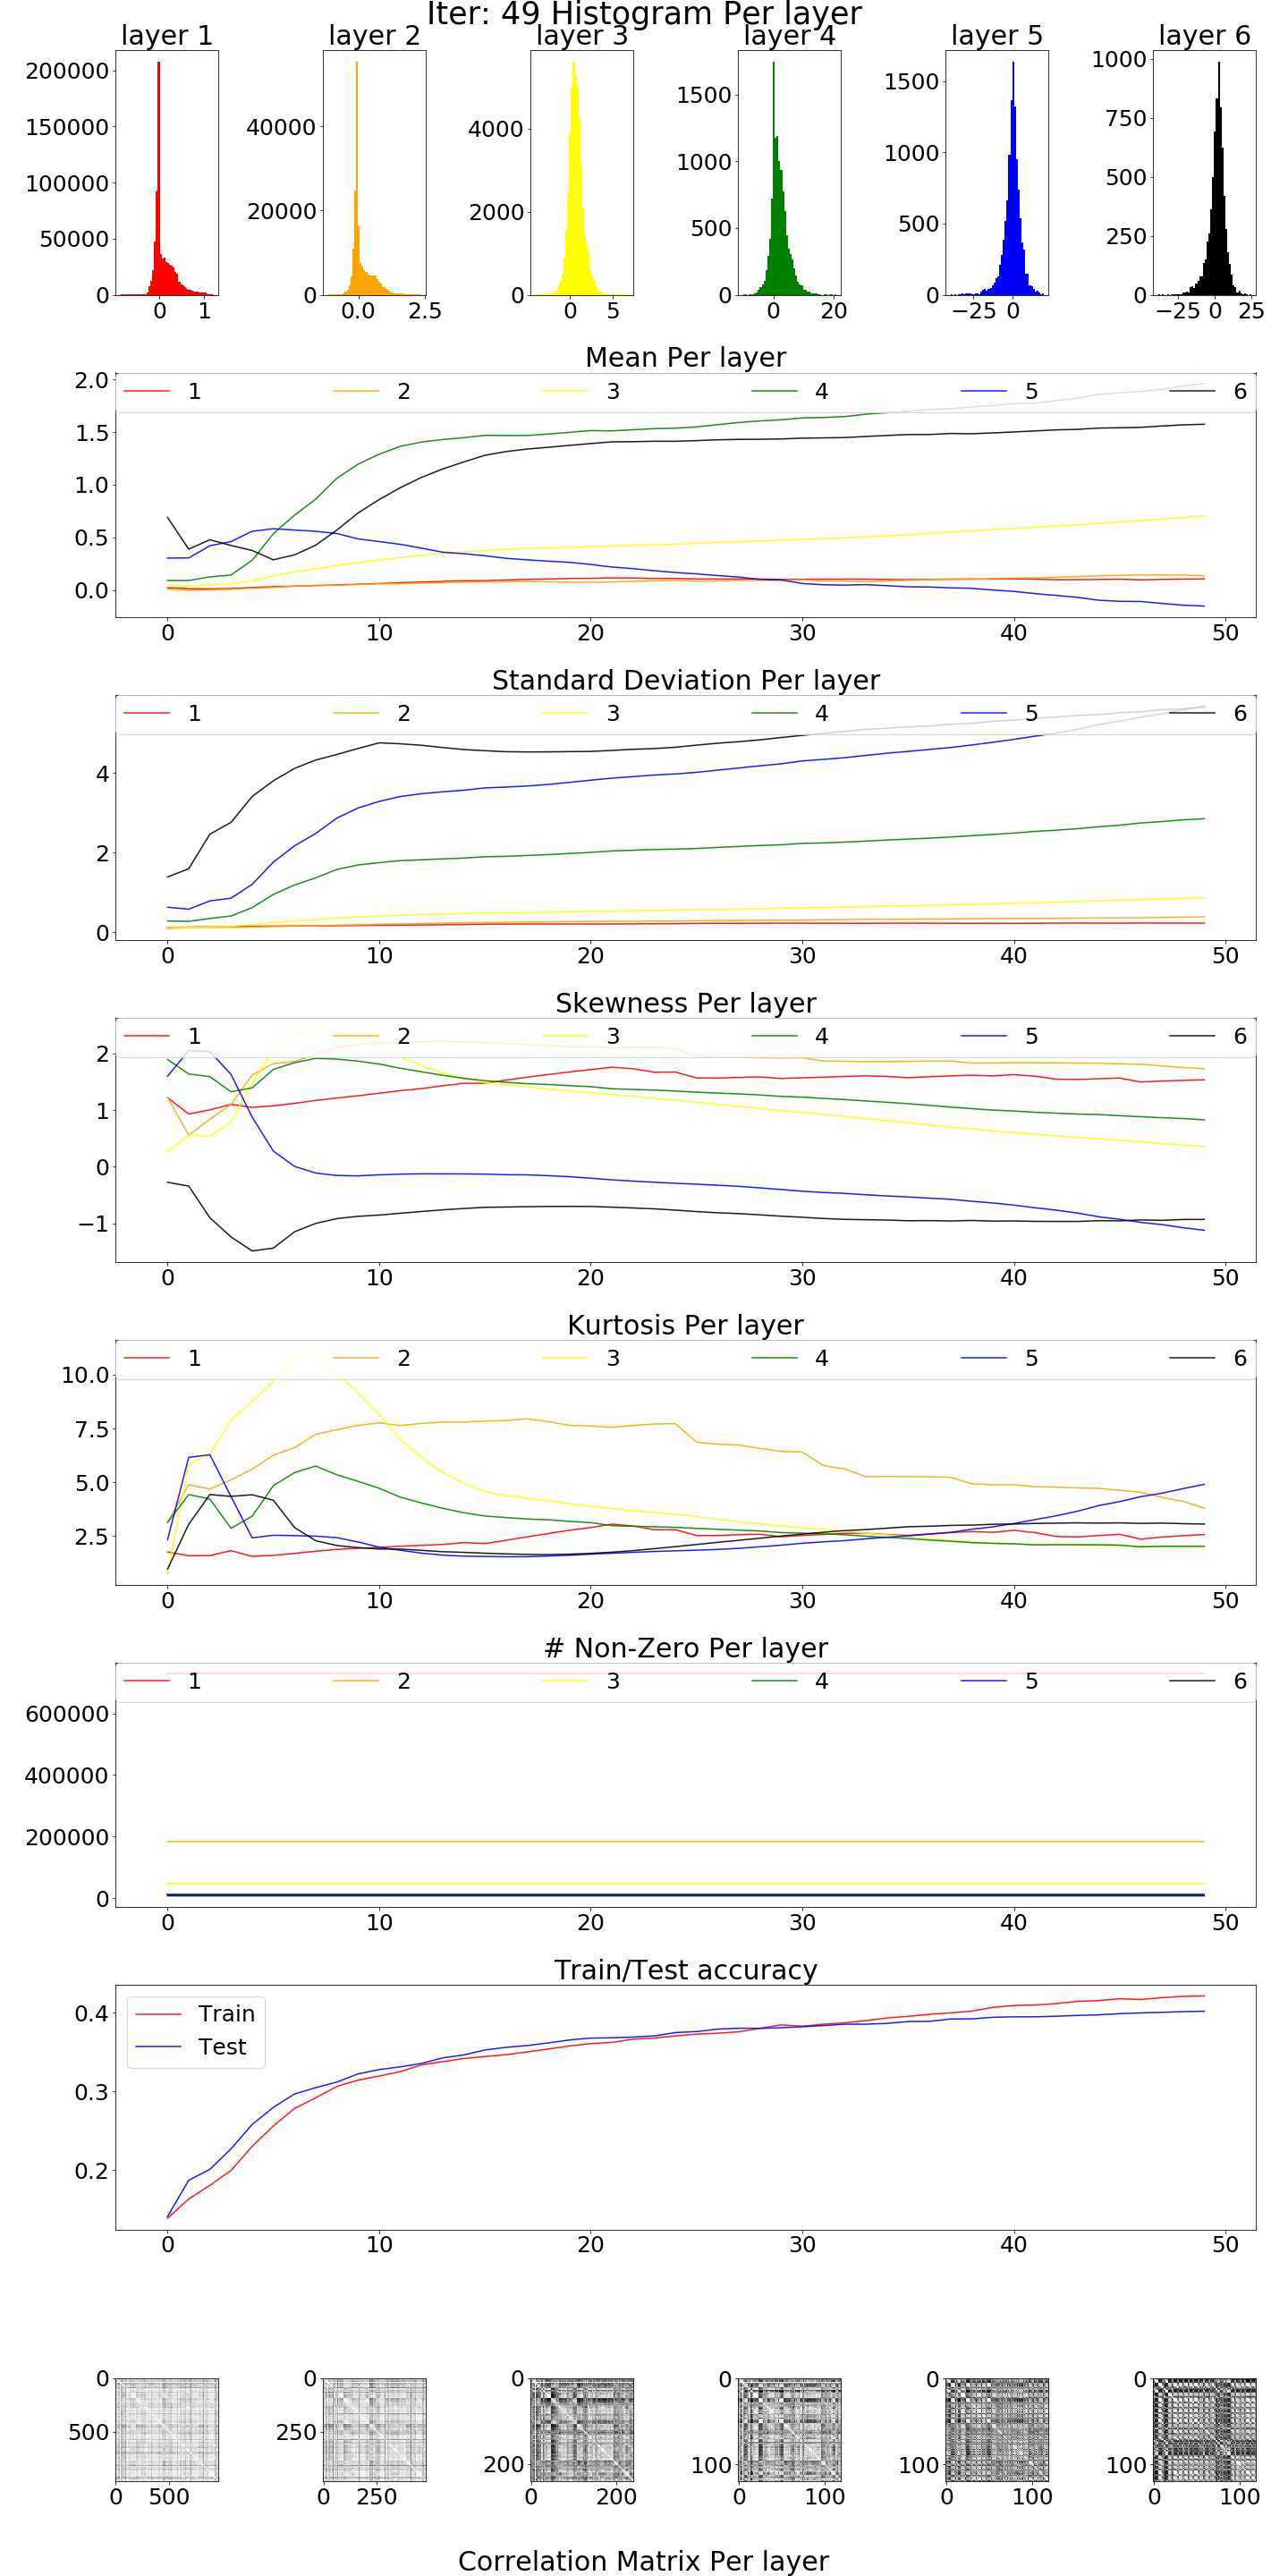 Iter: 49 Histogram Per layer
layer 1 layer 2 layer 3 layer 4 layer 5 layer 6
200000 150000 100000 50000 0
0 1
40000 20000 0
0.0 2.5
4000 2000 0
0 5
1500 1000 500 0
0 20
1500 1000 500 0
−25 0
1000 750 500 250 0
−25 0 25
Mean Per layer
1 2 3 4 5 6
2.0
1.5
1.0
0.5
0.0
0 10 20 30 40 50
Standard Deviation Per layer
1 2 3 4 5 6
4
2
0
0 10 20 30 40 50
Skewness Per layer
1 2 3 4 5 6
2
1
0
−1
0 10 20 30 40 50
Kurtosis Per layer
1 2 3 4 5 6
10.0
7.5
5.0
2.5
0 10 20 30 40 50
# Non-Zero Per layer
1 2 3 4 5 6
600000
400000
200000
0
0 10 20 30 40 50
Train/Test accuracy
Train
Test
0.4
0.3
0.2
0 10 20 30 40 50
0 500
0 500
0 250
0 250
0 200
0 200
0 100
0 100
0 100
0 100
0 100
0 100
Correlation Matrix Per layer